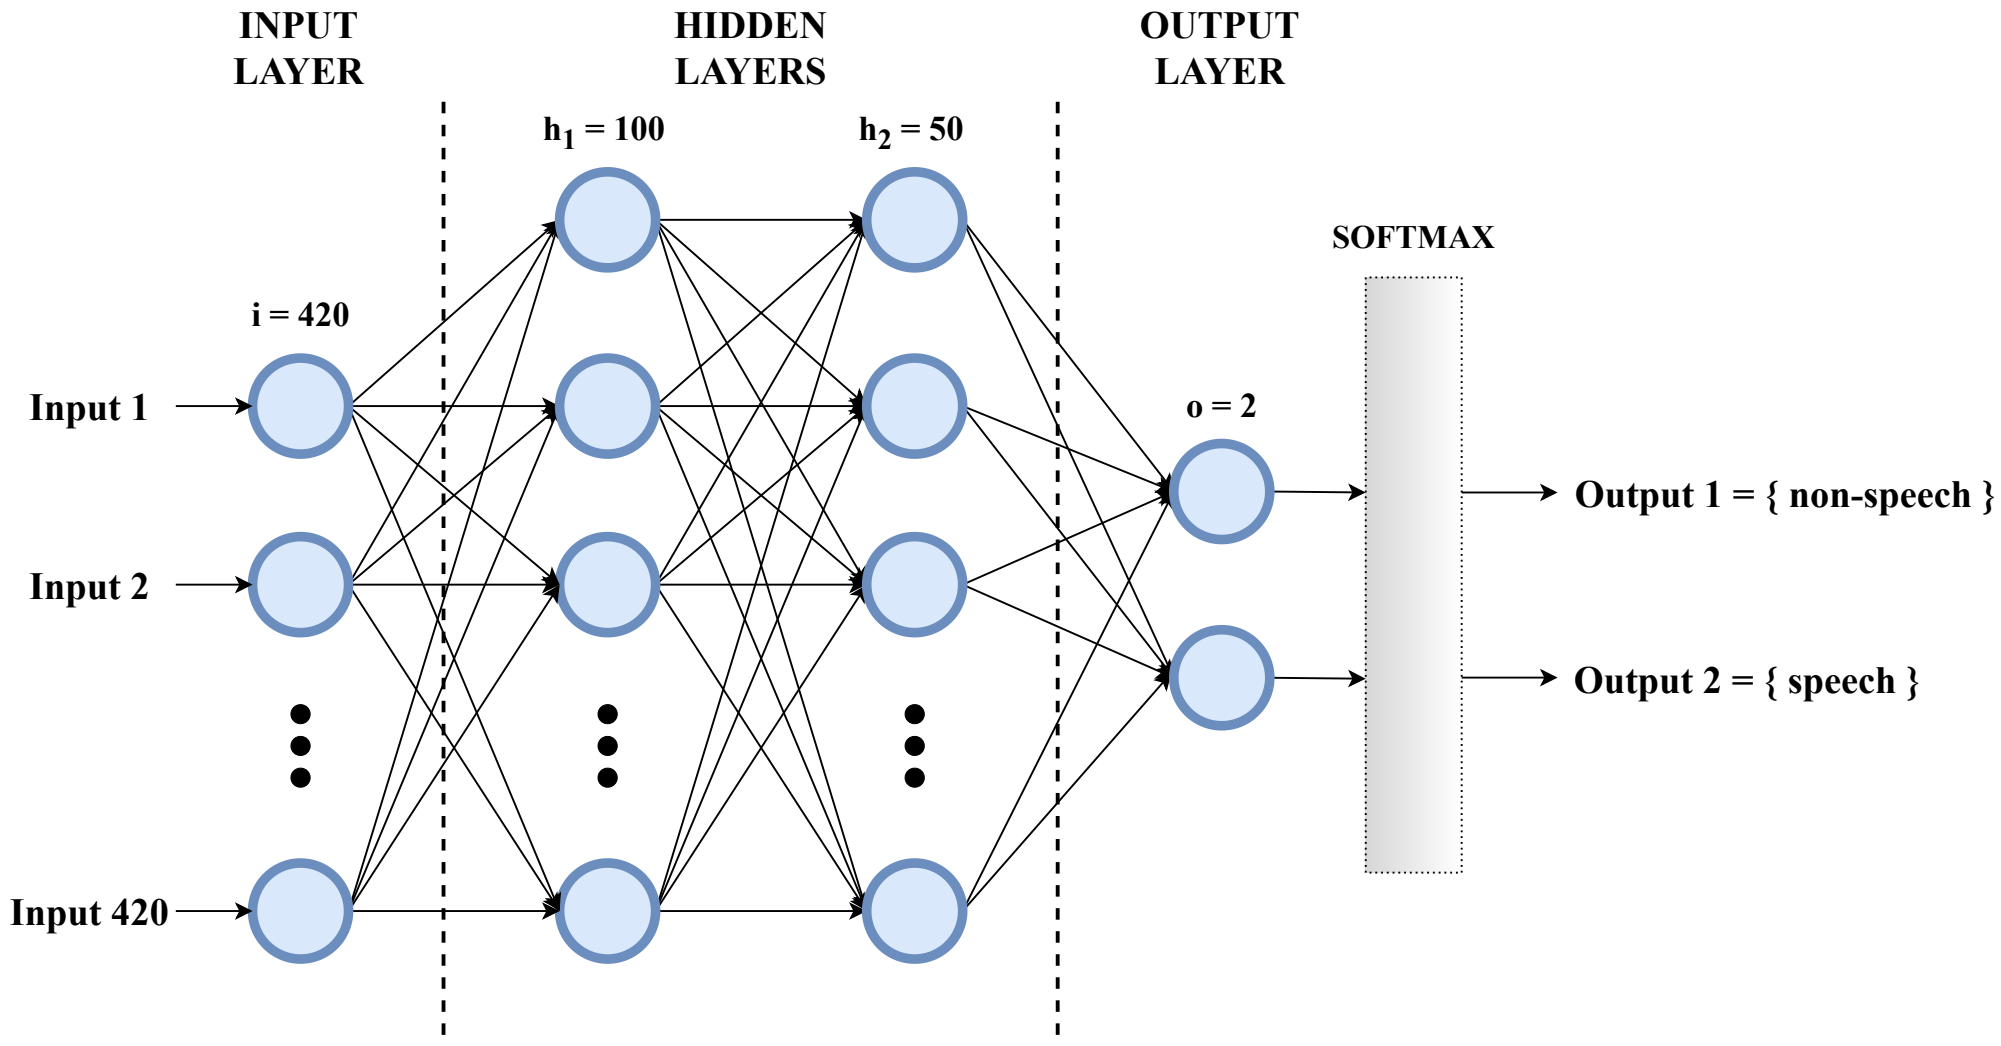 INPUT
LAYER
HIDDEN
LAYERS
OUTPUT
LAYER
h₁ = 100
h₂ = 50
SOFTMAX
i = 420
Input 1
o = 2
Output 1 = { non-speech }
Input 2
Output 2 = { speech }
Input 420